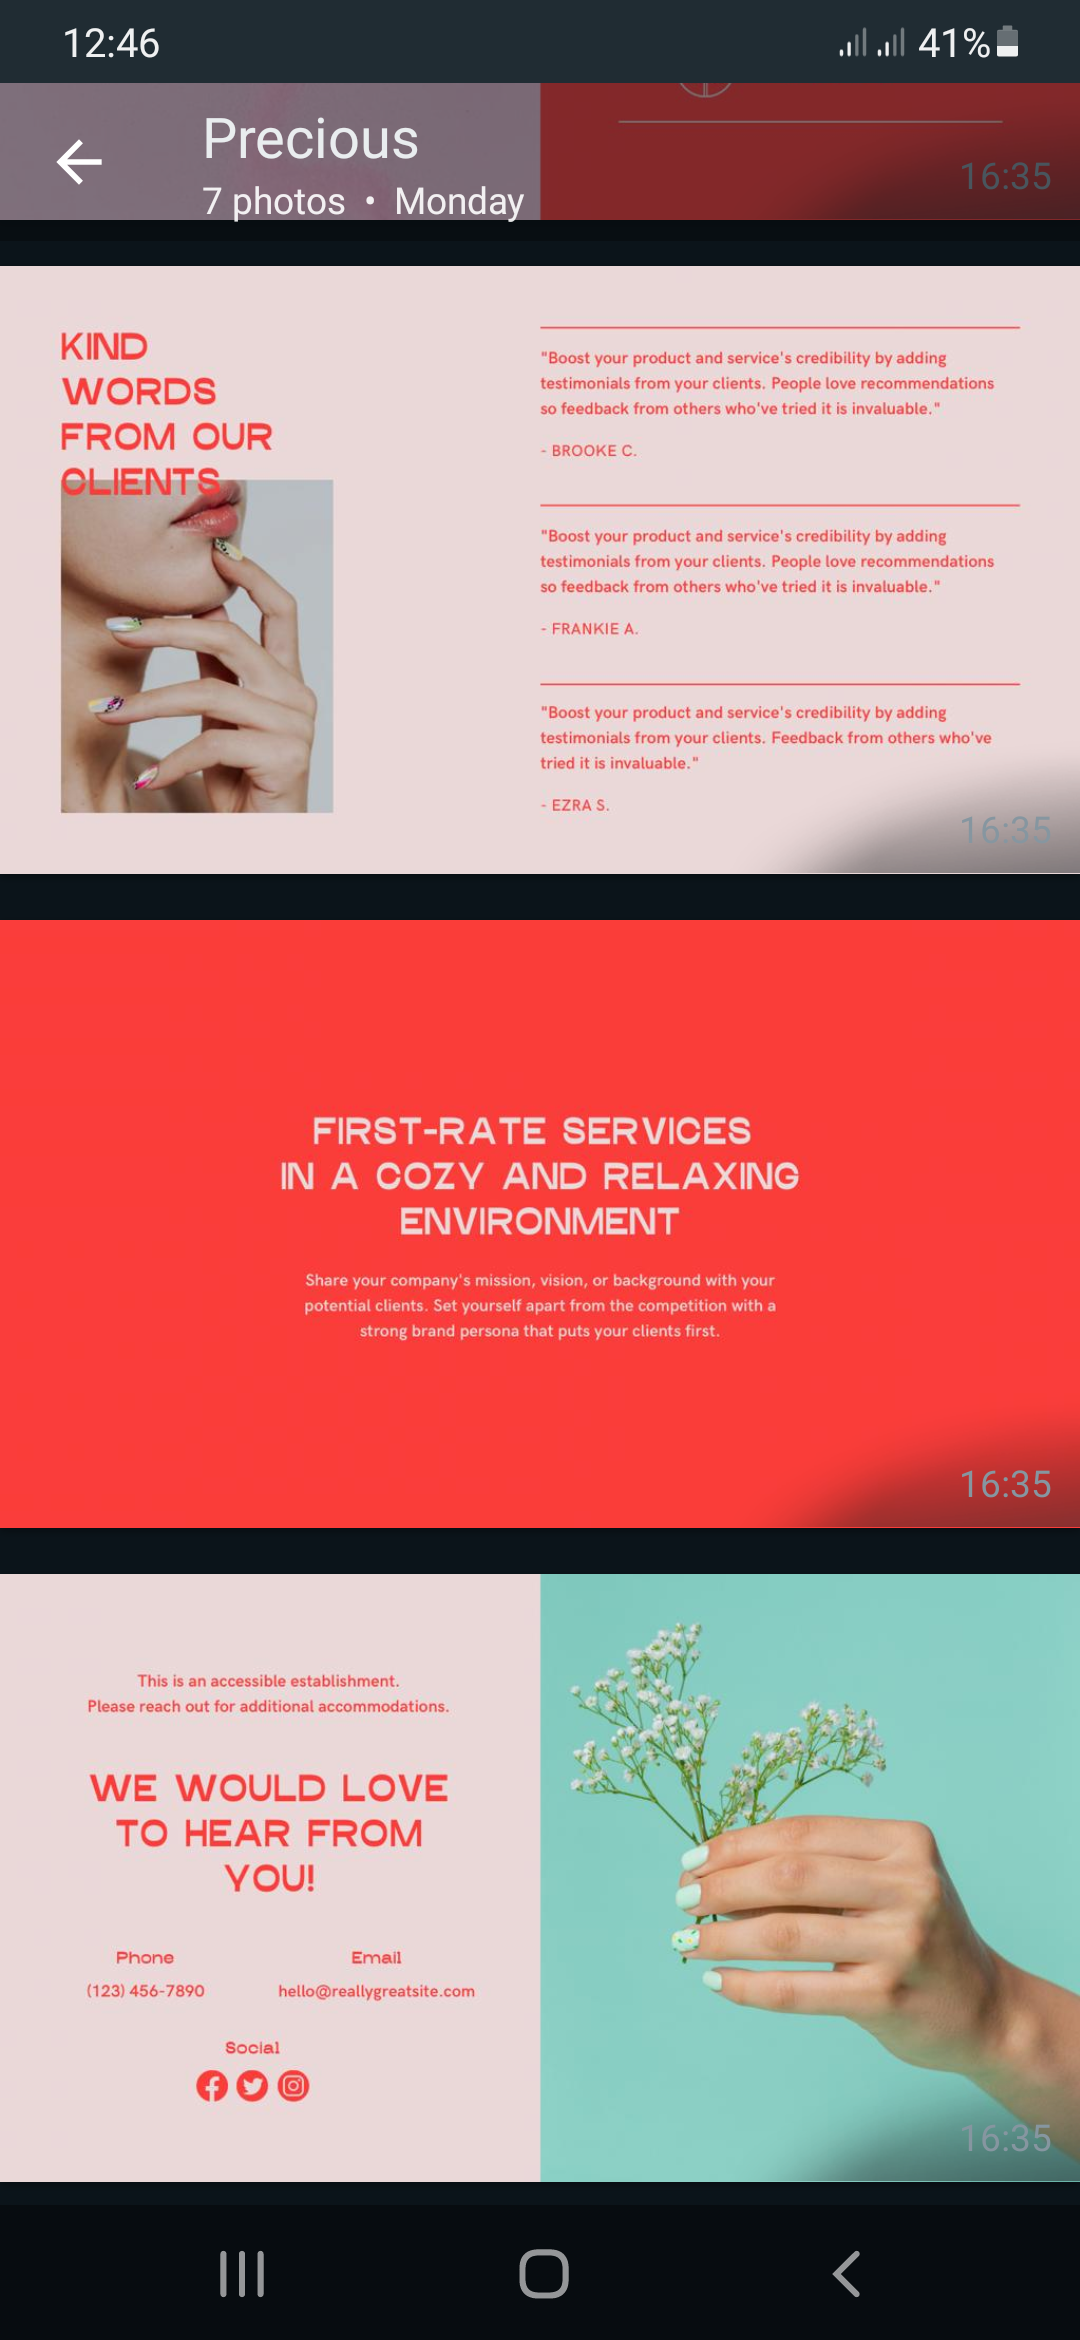 12:46
41%
Precious
7 photos • Monday
16:35
KIND
WORDS
FROM OUR
CLIENTS
"Boost your product and service's credibility by adding
testimonials from your clients. People love recommendations
so feedback from others who've tried it is invaluable."
- BROOKE C.
"Boost your product and service's credibility by adding
testimonials from your clients. People love recommendations
so feedback from others who've tried it is invaluable."
- FRANKIE A.
"Boost your product and service's credibility by adding
testimonials from your clients. Feedback from others who've
tried it is invaluable."
- EZRA S.
16:35
FIRST-RATE SERVICES
IN A COZY AND RELAXING
ENVIRONMENT
Share your company's mission, vision, or background with your
potential clients. Set yourself apart from the competition with a
strong brand persona that puts your clients first.
16:35
This is an accessible establishment.
Please reach out for additional accommodations.
WE WOULD LOVE
TO HEAR FROM
YOU!
Phone
(123) 456-7890
Email
hello@reallygreatsite.com
Social
16:35